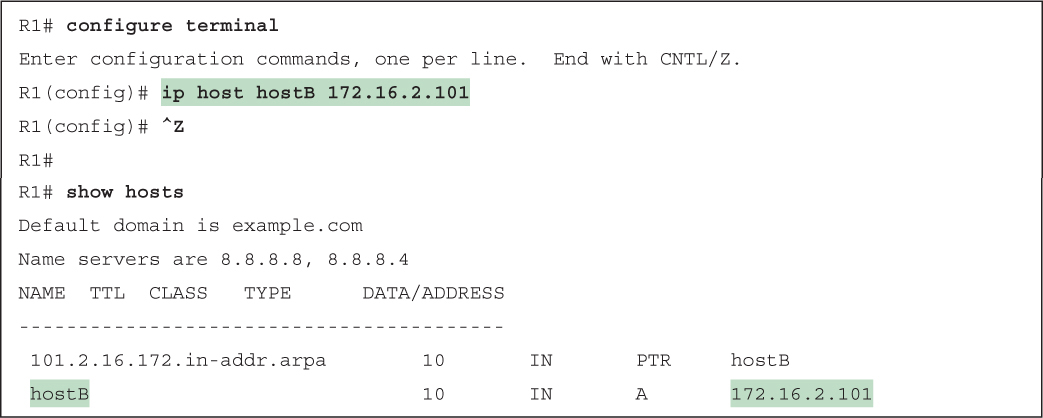 R1# configure terminal
Enter configuration commands, one per line.  End with CNTL/Z.
R1(config)# ip host hostB 172.16.2.101
R1(config)# ^Z
R1#
R1# show hosts
Default domain is example.com
Name servers are 8.8.8.8, 8.8.8.4
NAME  TTL  CLASS   TYPE      DATA/ADDRESS
-----------------------------------------
101.2.16.172.in-addr.arpa        10       IN       PTR     hostB
hostB                            10       IN       A       172.16.2.101